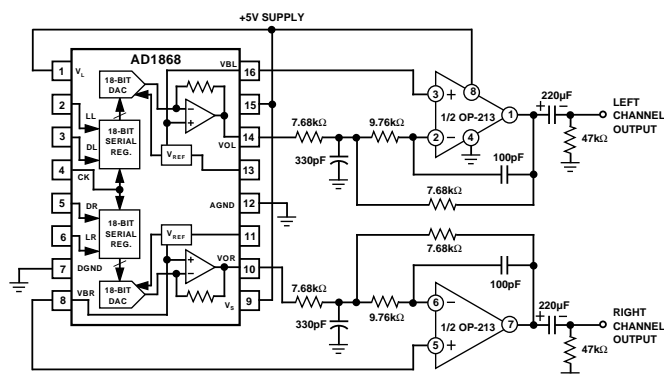 +5V SUPPLY
AD1868
1
VL
18-BIT
DAC
VBL
16
2
LL
15
3
DL
18-BIT
SERIAL
REG.
VOL
14
4
CK
VREF
13
5
DR
AGND
12
6
LR
18-BIT
SERIAL
REG.
VREF
11
7
DGND
VOR
10
8
VBR
18-BIT
DAC
VS
9
+
−
+
−
7.68kΩ
330pF
9.76kΩ
3
+
8
1/2 OP-213
1
2
−
4
100pF
7.68kΩ
220µF
+
−
LEFT
CHANNEL
OUTPUT
47kΩ
7.68kΩ
7.68kΩ
330pF
9.76kΩ
100pF
6
−
1/2 OP-213
7
5
+
220µF
+
−
RIGHT
CHANNEL
OUTPUT
47kΩ